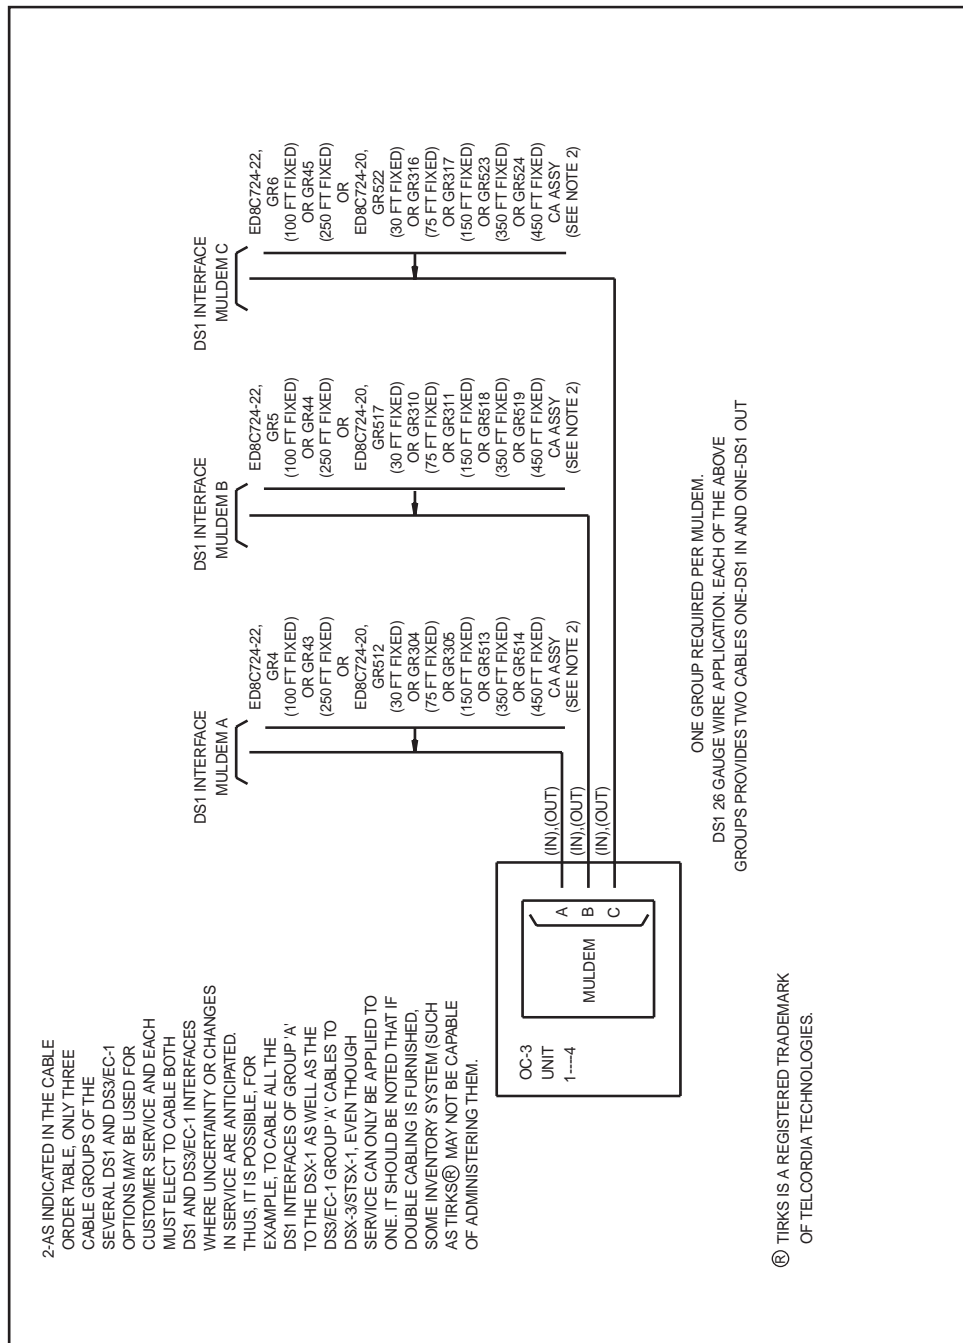 2-AS INDICATED IN THE CABLE
ORDER TABLE, ONLY THREE
CABLE GROUPS OF THE
SEVERAL DS1 AND DS3/EC-1
OPTIONS MAY BE USED FOR
CUSTOMER SERVICE AND EACH
MUST ELECT TO CABLE BOTH
DS1 AND DS3/EC-1 INTERFACES
WHERE UNCERTAINTY OR CHANGES
IN SERVICE ARE ANTICIPATED.
THUS, IT IS POSSIBLE, FOR
EXAMPLE, TO CABLE ALL THE
DS1 INTERFACES OF GROUP 'A'
TO THE DSX-1 AS WELL AS THE
DS3/EC-1 GROUP 'A' CABLES TO
DSX-3/STSX-1, EVEN THOUGH
SERVICE CAN ONLY BE APPLIED TO
ONE. IT SHOULD BE NOTED THAT IF
DOUBLE CABLING IS FURNISHED,
SOME INVENTORY SYSTEM (SUCH
AS TIRKS® MAY NOT BE CAPABLE
OF ADMINISTERING THEM.
DS1 INTERFACE
MULDEM A
ED8C724-22,
GR4
(100 FT FIXED)
OR GR43
(250 FT FIXED)
OR
ED8C724-20,
GR512
(30 FT FIXED)
OR GR304
(75 FT FIXED)
OR GR305
(150 FT FIXED)
OR GR513
(350 FT FIXED)
OR GR514
(450 FT FIXED)
CA ASSY
(SEE NOTE 2)
DS1 INTERFACE
MULDEM B
ED8C724-22,
GR5
(100 FT FIXED)
OR GR44
(250 FT FIXED)
OR
ED8C724-20,
GR517
(30 FT FIXED)
OR GR310
(75 FT FIXED)
OR GR311
(150 FT FIXED)
OR GR518
(350 FT FIXED)
OR GR519
(450 FT FIXED)
CA ASSY
(SEE NOTE 2)
DS1 INTERFACE
MULDEM C
ED8C724-22,
GR6
(100 FT FIXED)
OR GR45
(250 FT FIXED)
OR
ED8C724-20,
GR522
(30 FT FIXED)
OR GR316
(75 FT FIXED)
OR GR317
(150 FT FIXED)
OR GR523
(350 FT FIXED)
OR GR524
(450 FT FIXED)
CA ASSY
(SEE NOTE 2)
OC-3
UNIT
1----4
MULDEM
A
B
C
(IN),(OUT)
(IN),(OUT)
(IN),(OUT)
ONE GROUP REQUIRED PER MULDEM.
DS1 26 GAUGE WIRE APPLICATION. EACH OF THE ABOVE
GROUPS PROVIDES TWO CABLES ONE-DS1 IN AND ONE-DS1 OUT
® TIRKS IS A REGISTERED TRADEMARK
OF TELCORDIA TECHNOLOGIES.